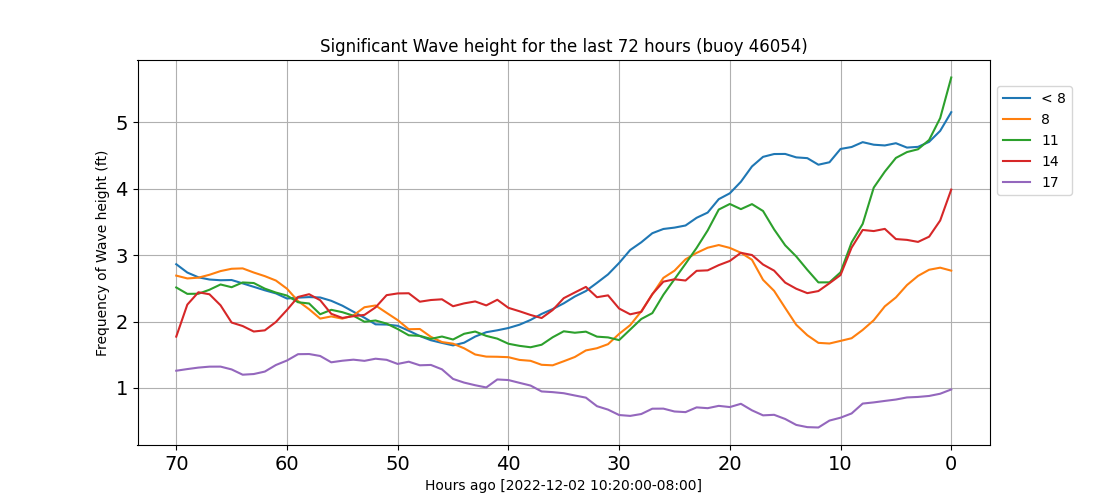 Significant Wave height for the last 72 hours (buoy 46054)
Frequency of Wave height (ft)
5
4
3
2
1
70 60 50 40 30 20 10 0
Hours ago [2022-12-02 10:20:00-08:00]
< 8
8
11
14
17